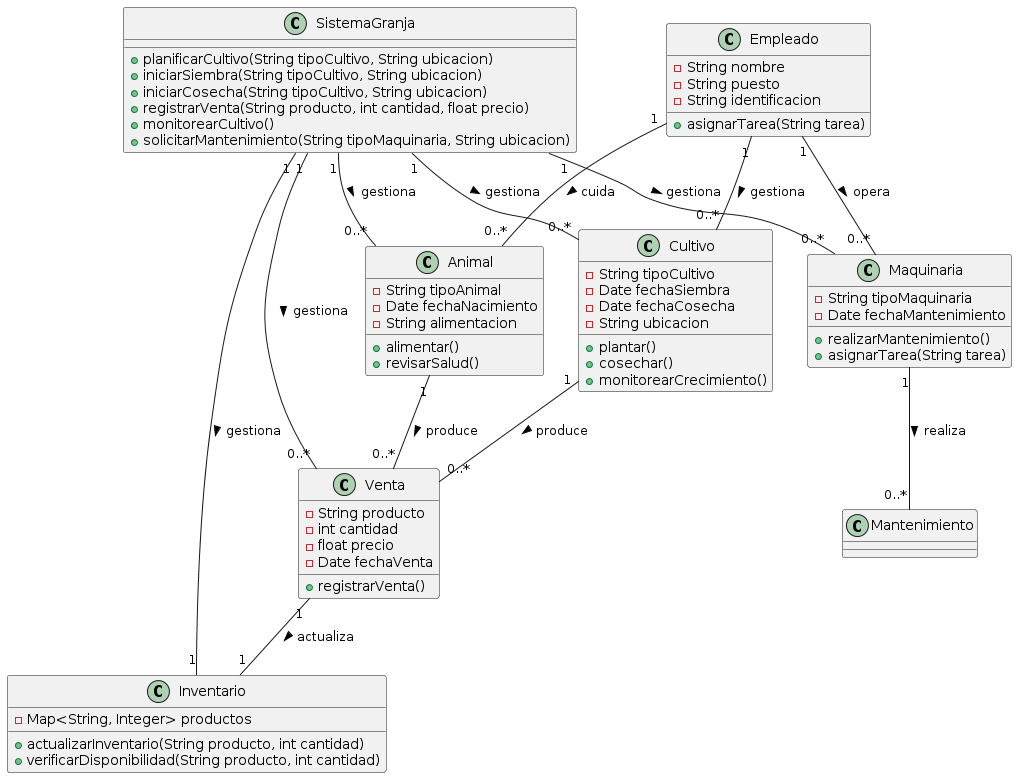 SistemaGranja
planificarCultivo(String tipoCultivo, String ubicacion)
iniciarSiembra(String tipoCultivo, String ubicacion)
iniciarCosecha(String tipoCultivo, String ubicacion)
registrarVenta(String producto, int cantidad, float precio)
monitorearCultivo()
solicitarMantenimiento(String tipoMaquinaria, String ubicacion)
Empleado
String nombre
String puesto
String identificacion
asignarTarea(String tarea)
1
1
1
1
1
1
1
1
gestiona
gestiona
gestiona
cuida
gestiona
opera
0..*
0..*
0..*
0..*
0..*
0..*
Animal
String tipoAnimal
Date fechaNacimiento
String alimentacion
alimentar()
revisarSalud()
Cultivo
String tipoCultivo
Date fechaSiembra
Date fechaCosecha
String ubicacion
plantar()
cosechar()
monitorearCrecimiento()
Maquinaria
String tipoMaquinaria
Date fechaMantenimiento
realizarMantenimiento()
asignarTarea(String tarea)
gestiona
1
1
1
gestiona
produce
produce
realiza
0..*
0..*
0..*
0..*
Venta
String producto
int cantidad
float precio
Date fechaVenta
registrarVenta()
Mantenimiento
1
actualiza
1
1
Inventario
Map<String, Integer> productos
actualizarInventario(String producto, int cantidad)
verificarDisponibilidad(String producto, int cantidad)